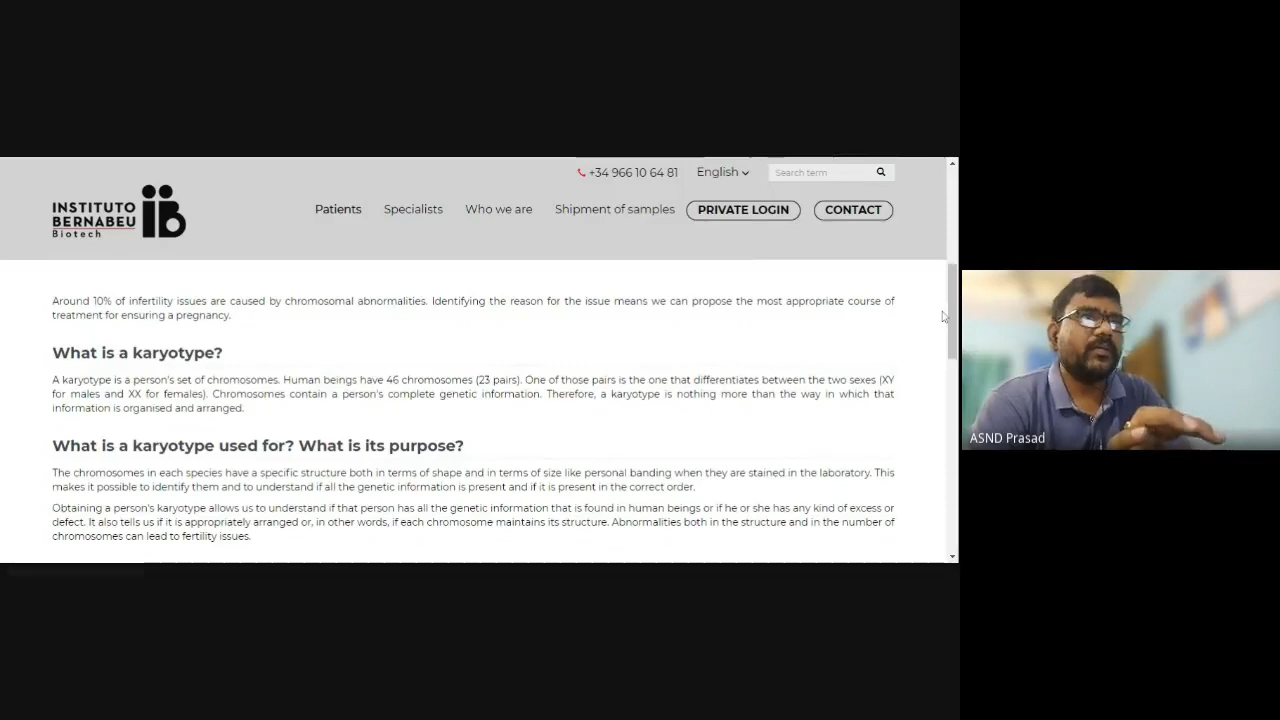 +34 966 10 64 81 English Search term
INSTITUTO
BERNABEU
Biotech
Patients Specialists Who we are Shipment of samples PRIVATE LOGIN CONTACT
Around 10% of infertility issues are caused by chromosomal abnormalities. Identifying the reason for the issue means we can propose the most appropriate course of
treatment for ensuring a pregnancy.
What is a karyotype?
A karyotype is a person's set of chromosomes. Human beings have 46 chromosomes (23 pairs). One of those pairs is the one that differentiates between the two sexes (XY
for males and XX for females). Chromosomes contain a person's complete genetic information. Therefore, a karyotype is nothing more than the way in which that
information is organised and arranged.
What is a karyotype used for? What is its purpose?
The chromosomes in each species have a specific structure both in terms of shape and in terms of size like personal banding when they are stained in the laboratory. This
makes it possible to identify them and to understand if all the genetic information is present and if it is present in the correct order.
Obtaining a person's karyotype allows us to understand if that person has all the genetic information that is found in human beings or if he or she has any kind of excess or
defect. It also tells us if it is appropriately arranged or, in other words, if each chromosome maintains its structure. Abnormalities both in the structure and in the number of
chromosomes can lead to fertility issues.
ASND Prasad